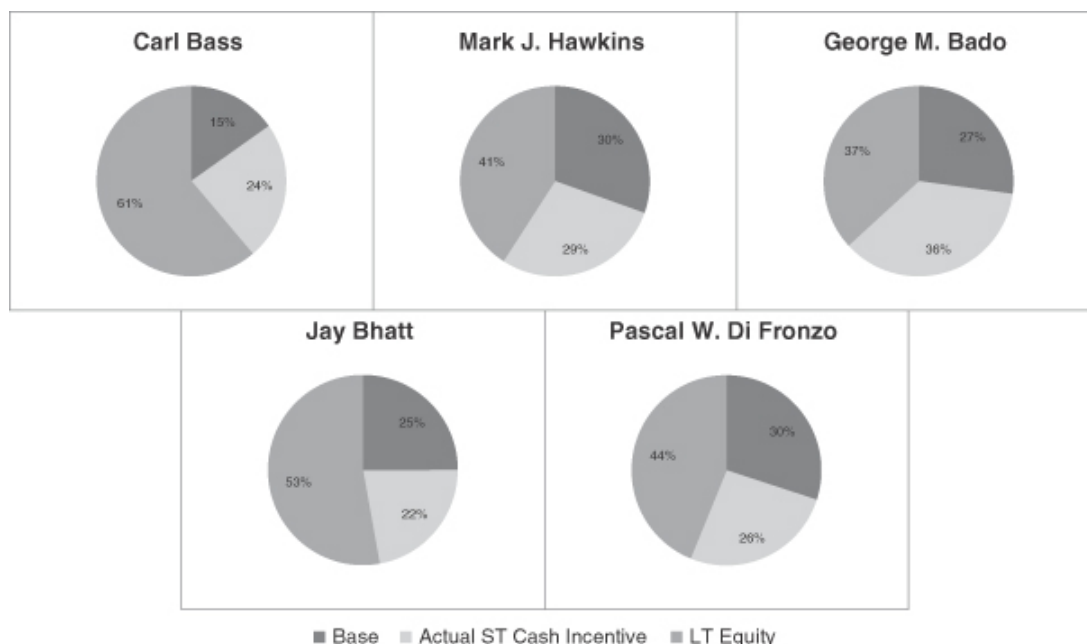 Carl Bass
15%
24%
61%
Mark J. Hawkins
30%
29%
41%
George M. Bado
27%
36%
37%
Jay Bhatt
25%
22%
53%
Pascal W. Di Fronzo
30%
26%
44%
Base Actual ST Cash Incentive LT Equity